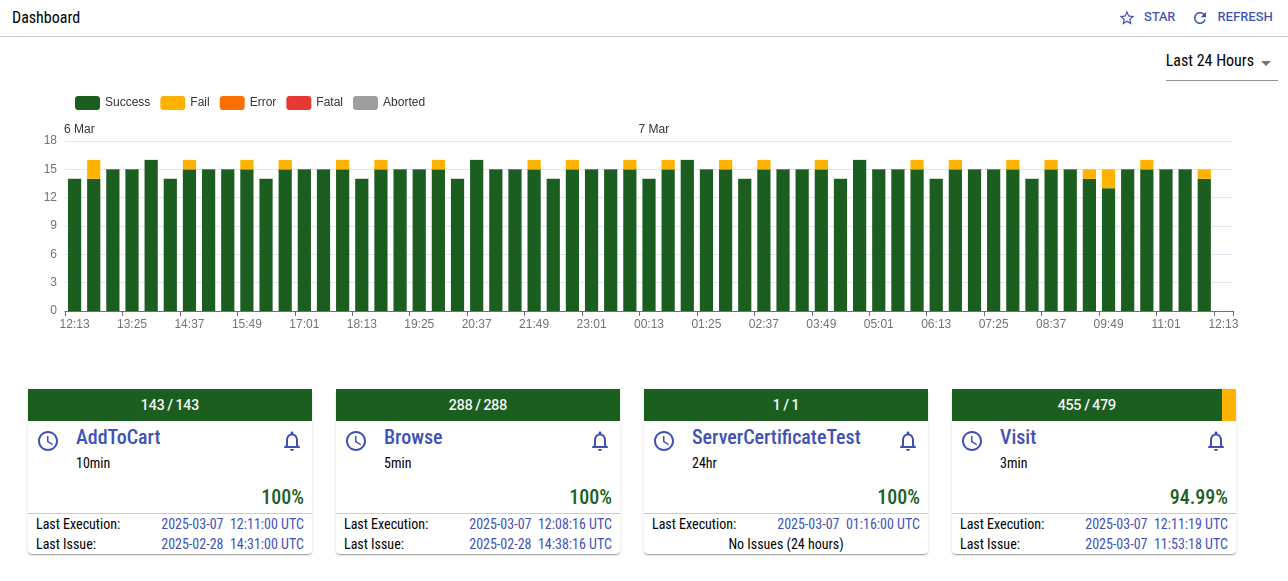 Dashboard
STAR
REFRESH
Last 24 Hours
Success Fail Error Fatal Aborted
6 Mar 7 Mar
18
15
12
9
6
3
0
12:13 13:25 14:37 15:49 17:01 18:13 19:25 20:37 21:49 23:01 00:13 01:25 02:37 03:49 05:01 06:13 07:25 08:37 09:49 11:01 12:13
143 / 143
AddToCart
10min
100%
Last Execution: 2025-03-07 12:11:00 UTC
Last Issue: 2025-02-28 14:31:00 UTC
288 / 288
Browse
5min
100%
Last Execution: 2025-03-07 12:08:16 UTC
Last Issue: 2025-02-28 14:38:16 UTC
1 / 1
ServerCertificateTest
24hr
100%
Last Execution: 2025-03-07 01:16:00 UTC
No Issues (24 hours)
455 / 479
Visit
3min
94.99%
Last Execution: 2025-03-07 12:11:19 UTC
Last Issue: 2025-03-07 11:53:18 UTC